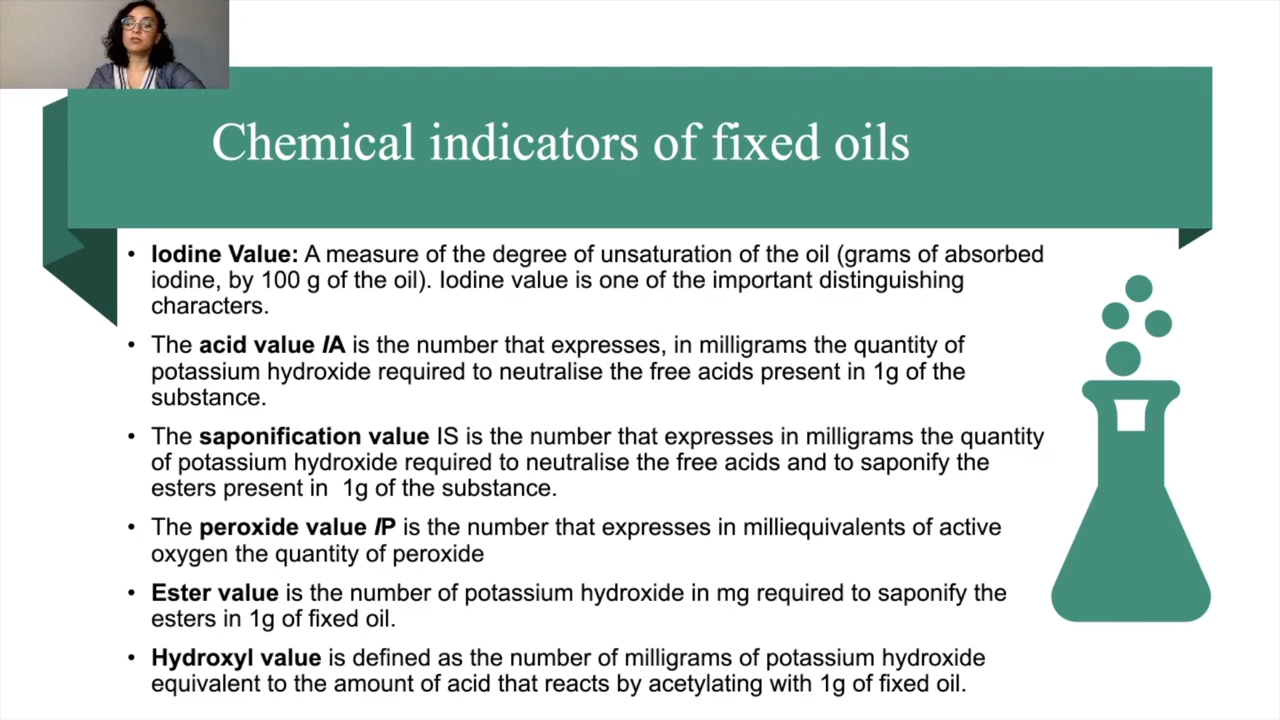 Chemical indicators of fixed oils
• Iodine Value: A measure of the degree of unsaturation of the oil (grams of absorbed
iodine, by 100 g of the oil). Iodine value is one of the important distinguishing
characters.
• The acid value IA is the number that expresses, in milligrams the quantity of
potassium hydroxide required to neutralise the free acids present in 1g of the
substance.
• The saponification value IS is the number that expresses in milligrams the quantity
of potassium hydroxide required to neutralise the free acids and to saponify the
esters present in 1g of the substance.
• The peroxide value IP is the number that expresses in milliequivalents of active
oxygen the quantity of peroxide
• Ester value is the number of potassium hydroxide in mg required to saponify the
esters in 1g of fixed oil.
• Hydroxyl value is defined as the number of milligrams of potassium hydroxide
equivalent to the amount of acid that reacts by acetylating with 1g of fixed oil.